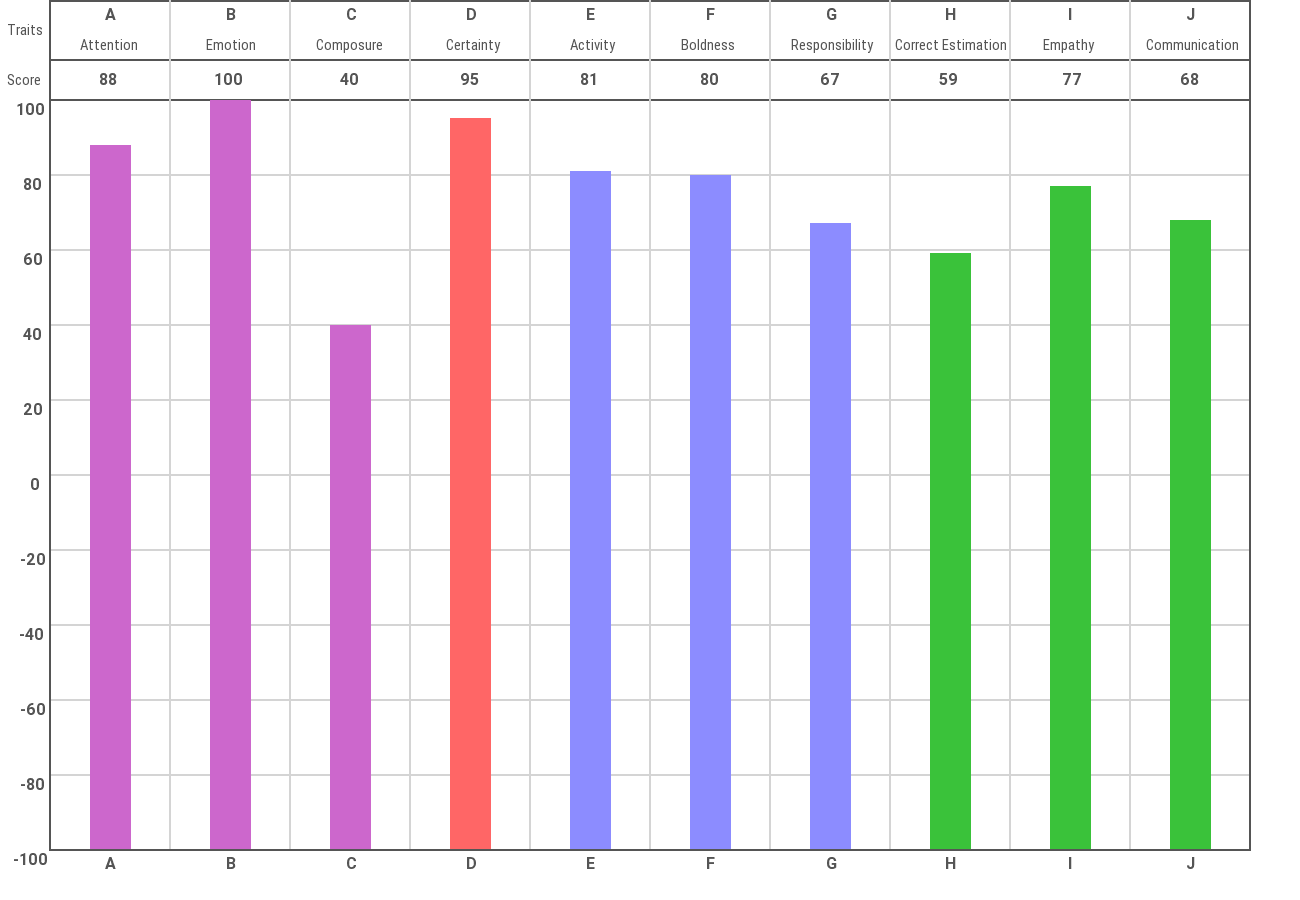 Traits A B C D E F G H I J
Attention Emotion Composure Certainty Activity Boldness Responsibility Correct Estimation Empathy Communication
Score 88 100 40 95 81 80 67 59 77 68
100
80
60
40
20
0
-20
-40
-60
-80
-100
A B C D E F G H I J